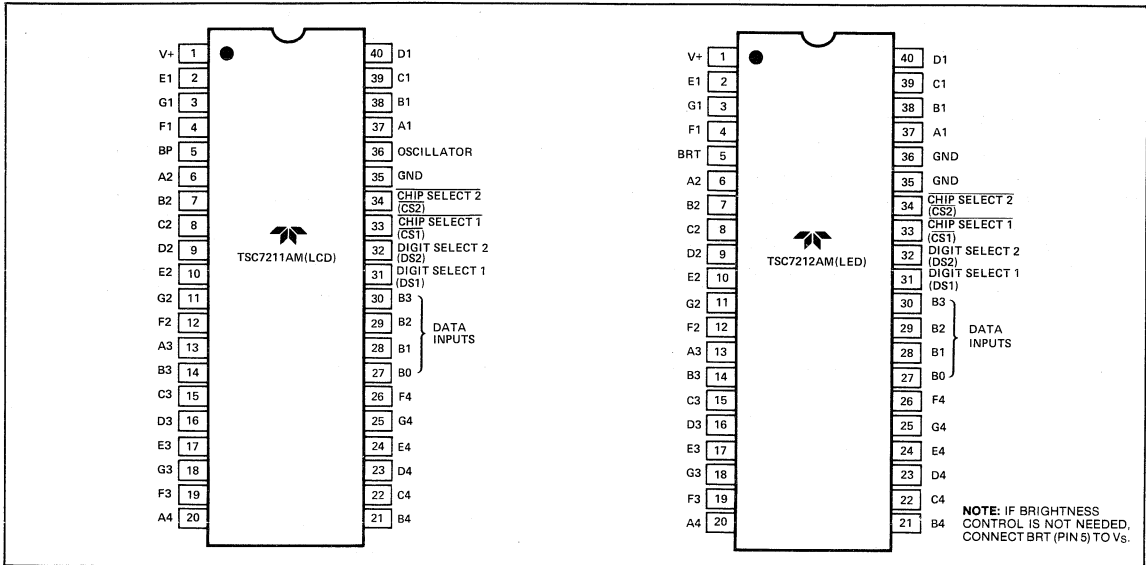 V+ 1 40 D1
E1 2 39 C1
G1 3 38 B1
F1 4 37 A1
BP 5 36 OSCILLATOR
A2 6 35 GND
B2 7 34 CHIP SELECT 2
(CS2)
C2 8 33 CHIP SELECT 1
(CS1)
D2 9 32 DIGIT SELECT 2
(DS2)
TSC7211AM(LCD)
E2 10 31 DIGIT SELECT 1
(DS1)
G2 11 30 B3
F2 12 29 B2
DATA
INPUTS
A3 13 28 B1
B3 14 27 B0
C3 15 26 F4
D3 16 25 G4
E3 17 24 E4
G3 18 23 D4
F3 19 22 C4
A4 20 21 B4
V+ 1 40 D1
E1 2 39 C1
G1 3 38 B1
F1 4 37 A1
BRT 5 36 GND
A2 6 35 GND
B2 7 34 CHIP SELECT 2
(CS2)
C2 8 33 CHIP SELECT 1
(CS1)
D2 9 32 DIGIT SELECT 2
(DS2)
TSC7212AM(LED)
E2 10 31 DIGIT SELECT 1
(DS1)
G2 11 30 B3
F2 12 29 B2
DATA
INPUTS
A3 13 28 B1
B3 14 27 B0
C3 15 26 F4
D3 16 25 G4
E3 17 24 E4
G3 18 23 D4
F3 19 22 C4
A4 20 21 B4
NOTE: IF BRIGHTNESS
CONTROL IS NOT NEEDED,
CONNECT BRT (PIN 5) TO VS.